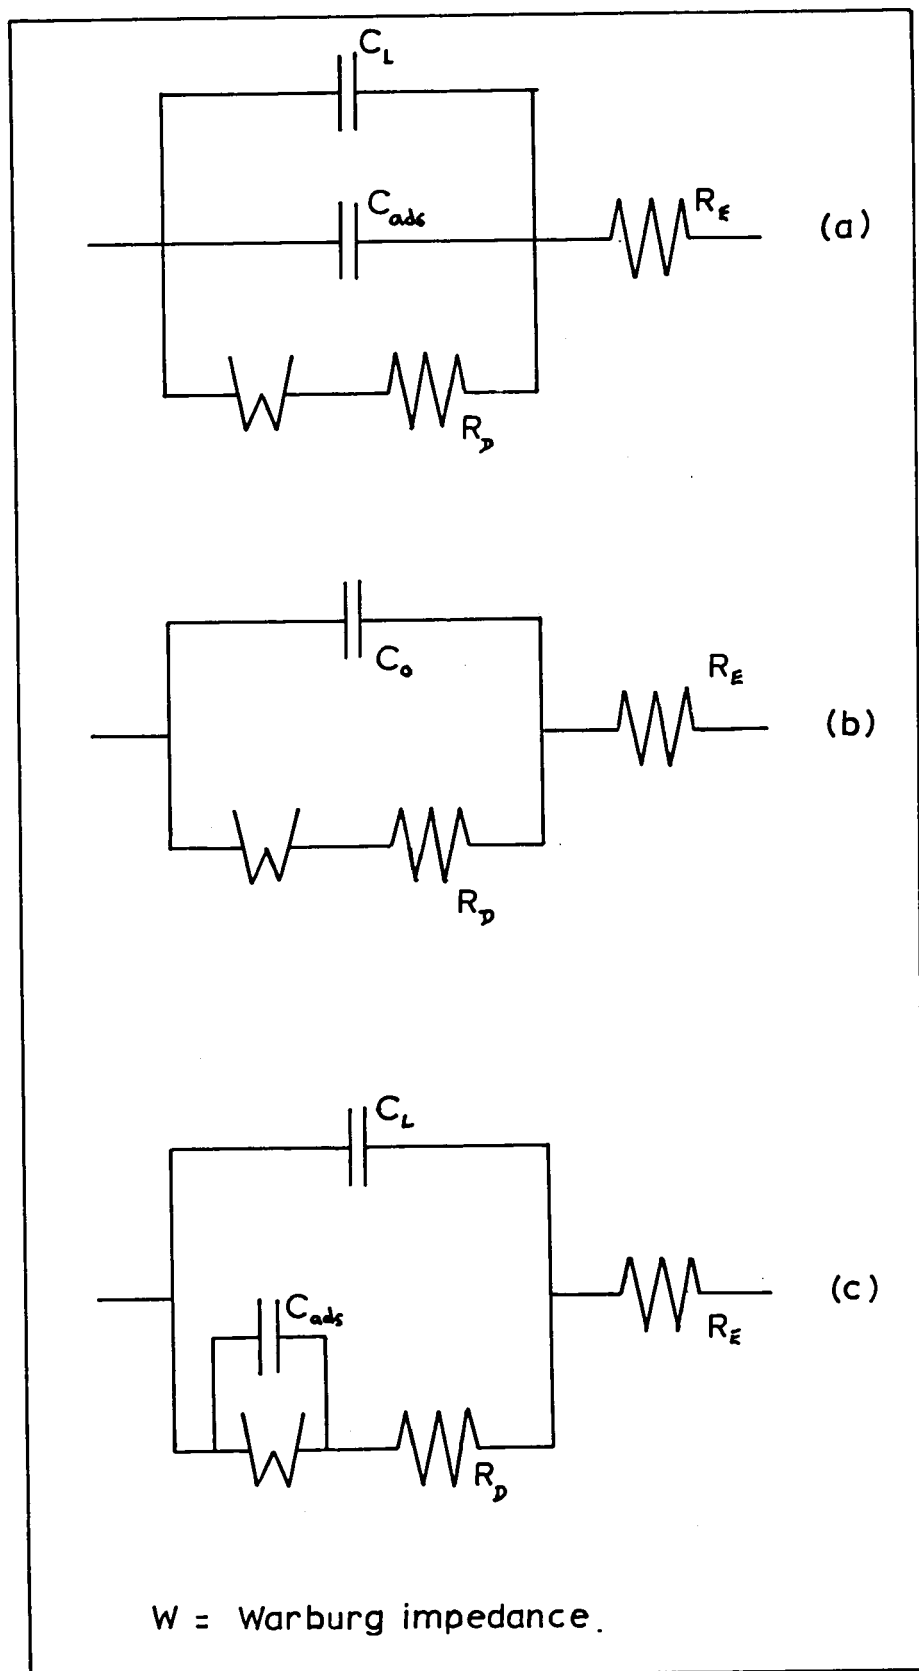 C_L
C_ads
R_E
(a)
R_D
C_o
R_E
(b)
R_D
C_L
C_ads
(c)
R_E
R_D
W = Warburg impedance.